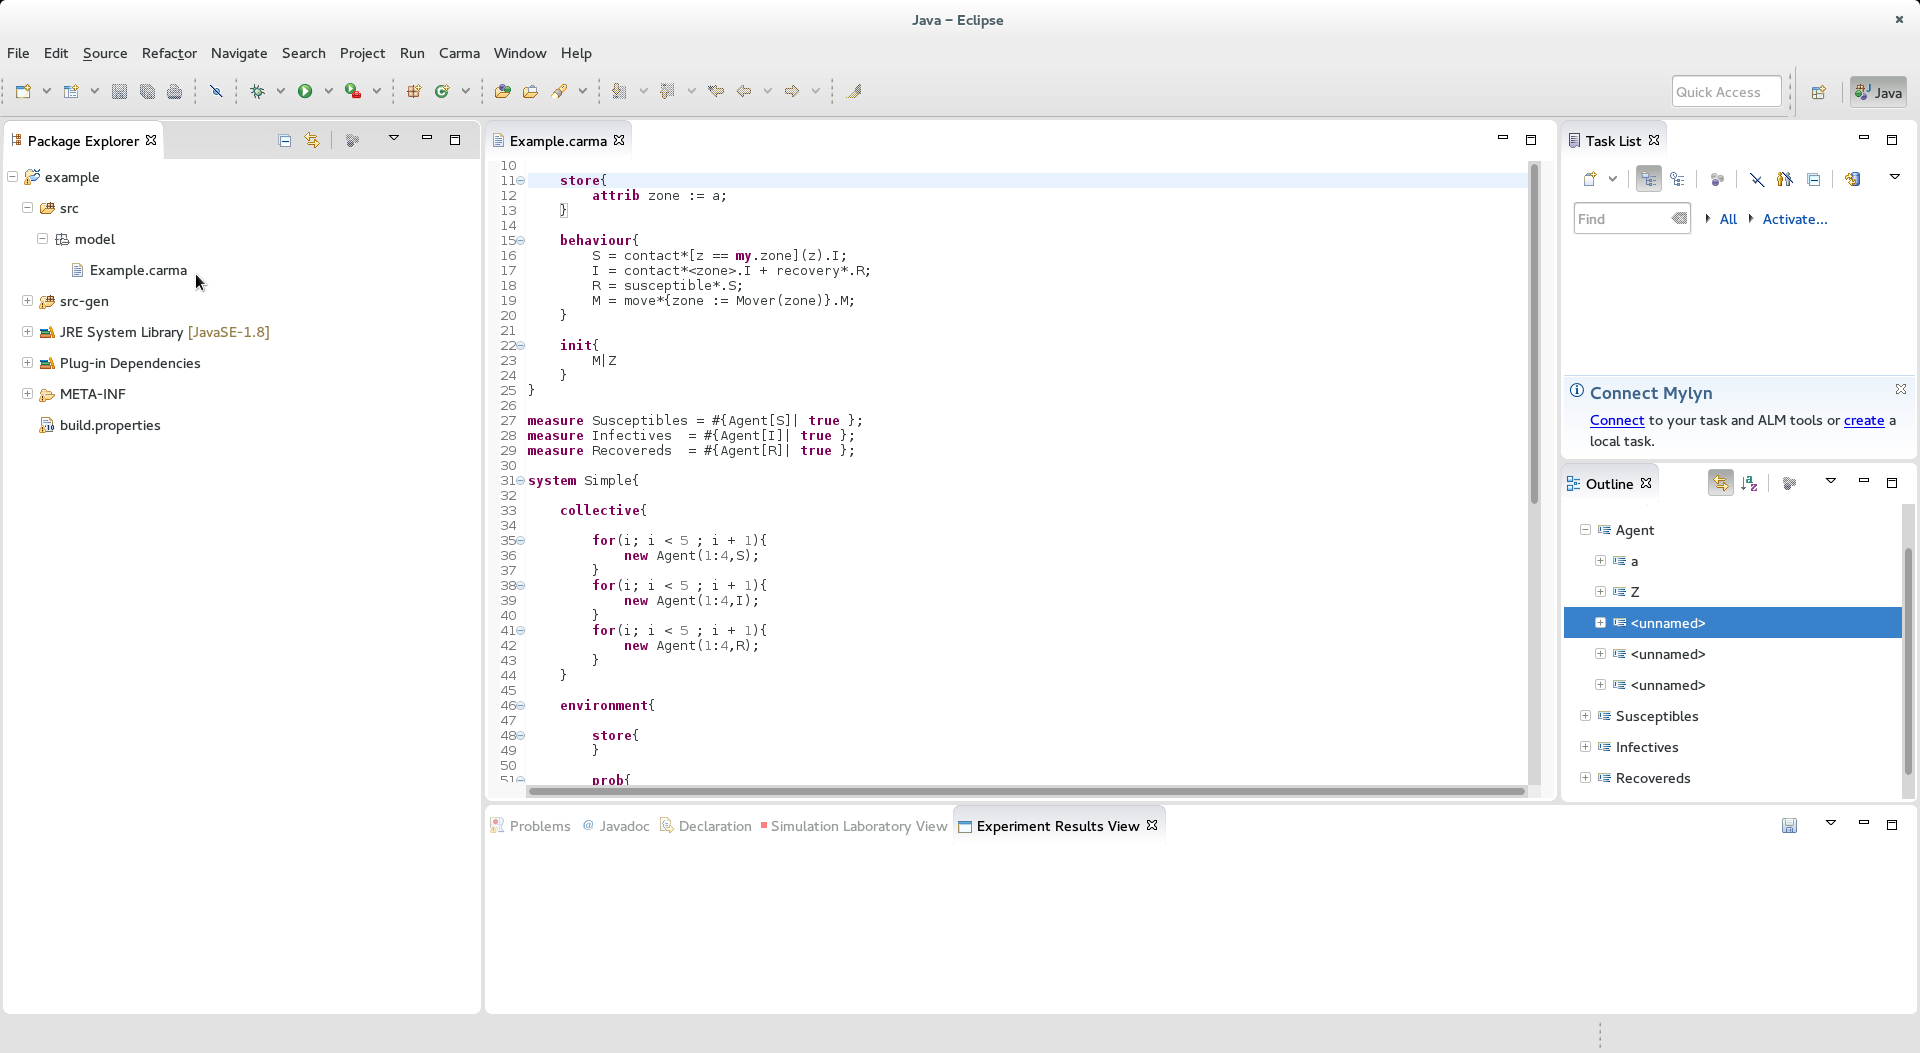 Java – Eclipse
File Edit Source Refactor Navigate Search Project Run Carma Window Help
Quick Access
Java
Package Explorer
example
src
model
Example.carma
src-gen
JRE System Library [JavaSE-1.8]
Plug-in Dependencies
META-INF
build.properties
Example.carma
10
11 store{
12 attrib zone := a;
13 }
14
15 behaviour{
16 S = contact*[z == my.zone](z).I;
17 I = contact*<zone>.I + recovery*.R;
18 R = susceptible*.S;
19 M = move*{zone := Mover(zone)}.M;
20 }
21
22 init{
23 M|Z
24 }
25 }
26
27 measure Susceptibles = #{Agent[S]| true };
28 measure Infectives  = #{Agent[I]| true };
29 measure Recovereds  = #{Agent[R]| true };
30
31 system Simple{
32
33 collective{
34
35 for(i; i < 5 ; i + 1){
36 new Agent(1:4,S);
37 }
38 for(i; i < 5 ; i + 1){
39 new Agent(1:4,I);
40 }
41 for(i; i < 5 ; i + 1){
42 new Agent(1:4,R);
43 }
44 }
45
46 environment{
47
48 store{
49 }
50
51 prob{
Task List
Find
All Activate...
Connect Mylyn
Connect to your task and ALM tools or create a
local task.
Outline
Agent
a
Z
<unnamed>
<unnamed>
<unnamed>
Susceptibles
Infectives
Recovereds
Problems @ Javadoc Declaration Simulation Laboratory View Experiment Results View